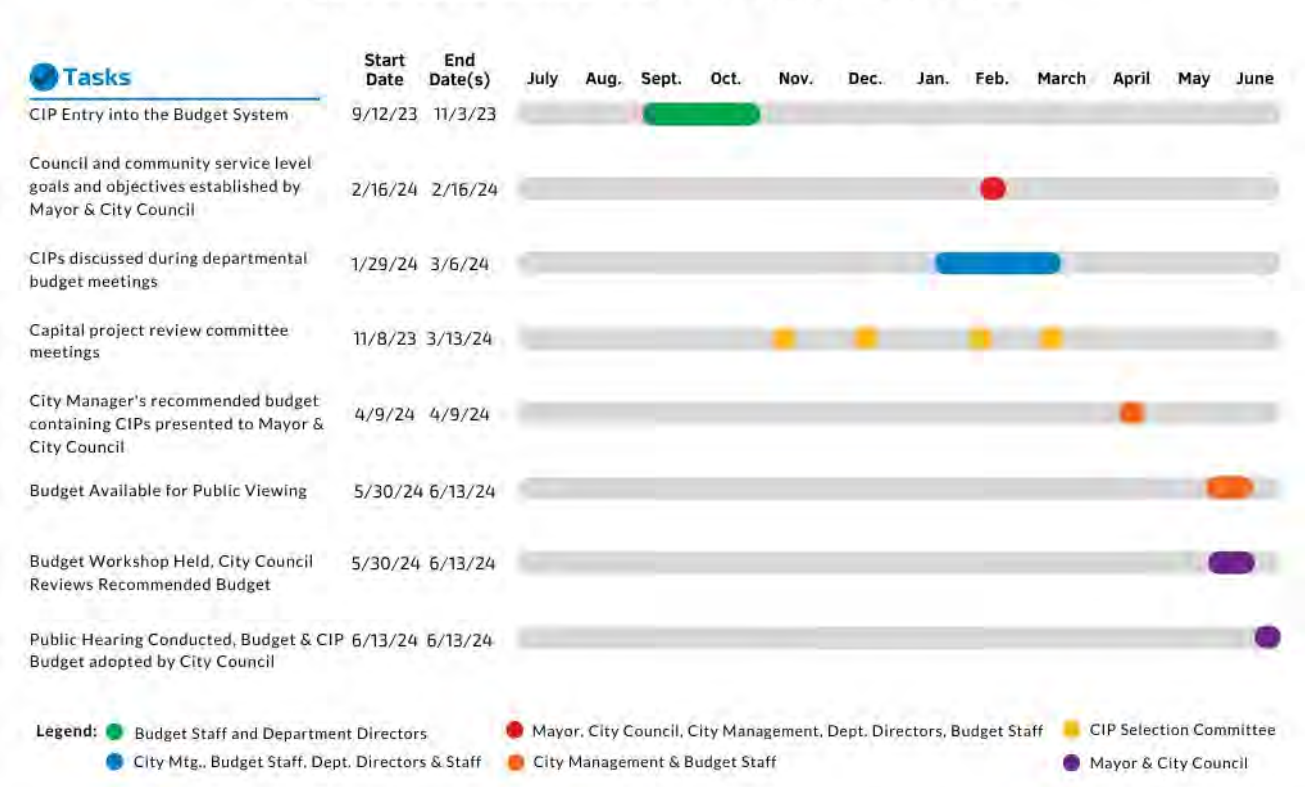 Tasks
Start Date
End Date(s)
July Aug. Sept. Oct. Nov. Dec. Jan. Feb. March April May June
CIP Entry into the Budget System 9/12/23 11/3/23
Council and community service level
goals and objectives established by 2/16/24 2/16/24
Mayor & City Council
CIPs discussed during departmental 1/29/24 3/6/24
budget meetings
Capital project review committee 11/8/23 3/13/24
meetings
City Manager's recommended budget
containing CIPs presented to Mayor & 4/9/24 4/9/24
City Council
Budget Available for Public Viewing 5/30/24 6/13/24
Budget Workshop Held, City Council 5/30/24 6/13/24
Reviews Recommended Budget
Public Hearing Conducted, Budget & CIP 6/13/24 6/13/24
Budget adopted by City Council
Legend: Budget Staff and Department Directors Mayor, City Council, City Management, Dept. Directors, Budget Staff CIP Selection Committee
City Mtg., Budget Staff, Dept. Directors & Staff City Management & Budget Staff Mayor & City Council